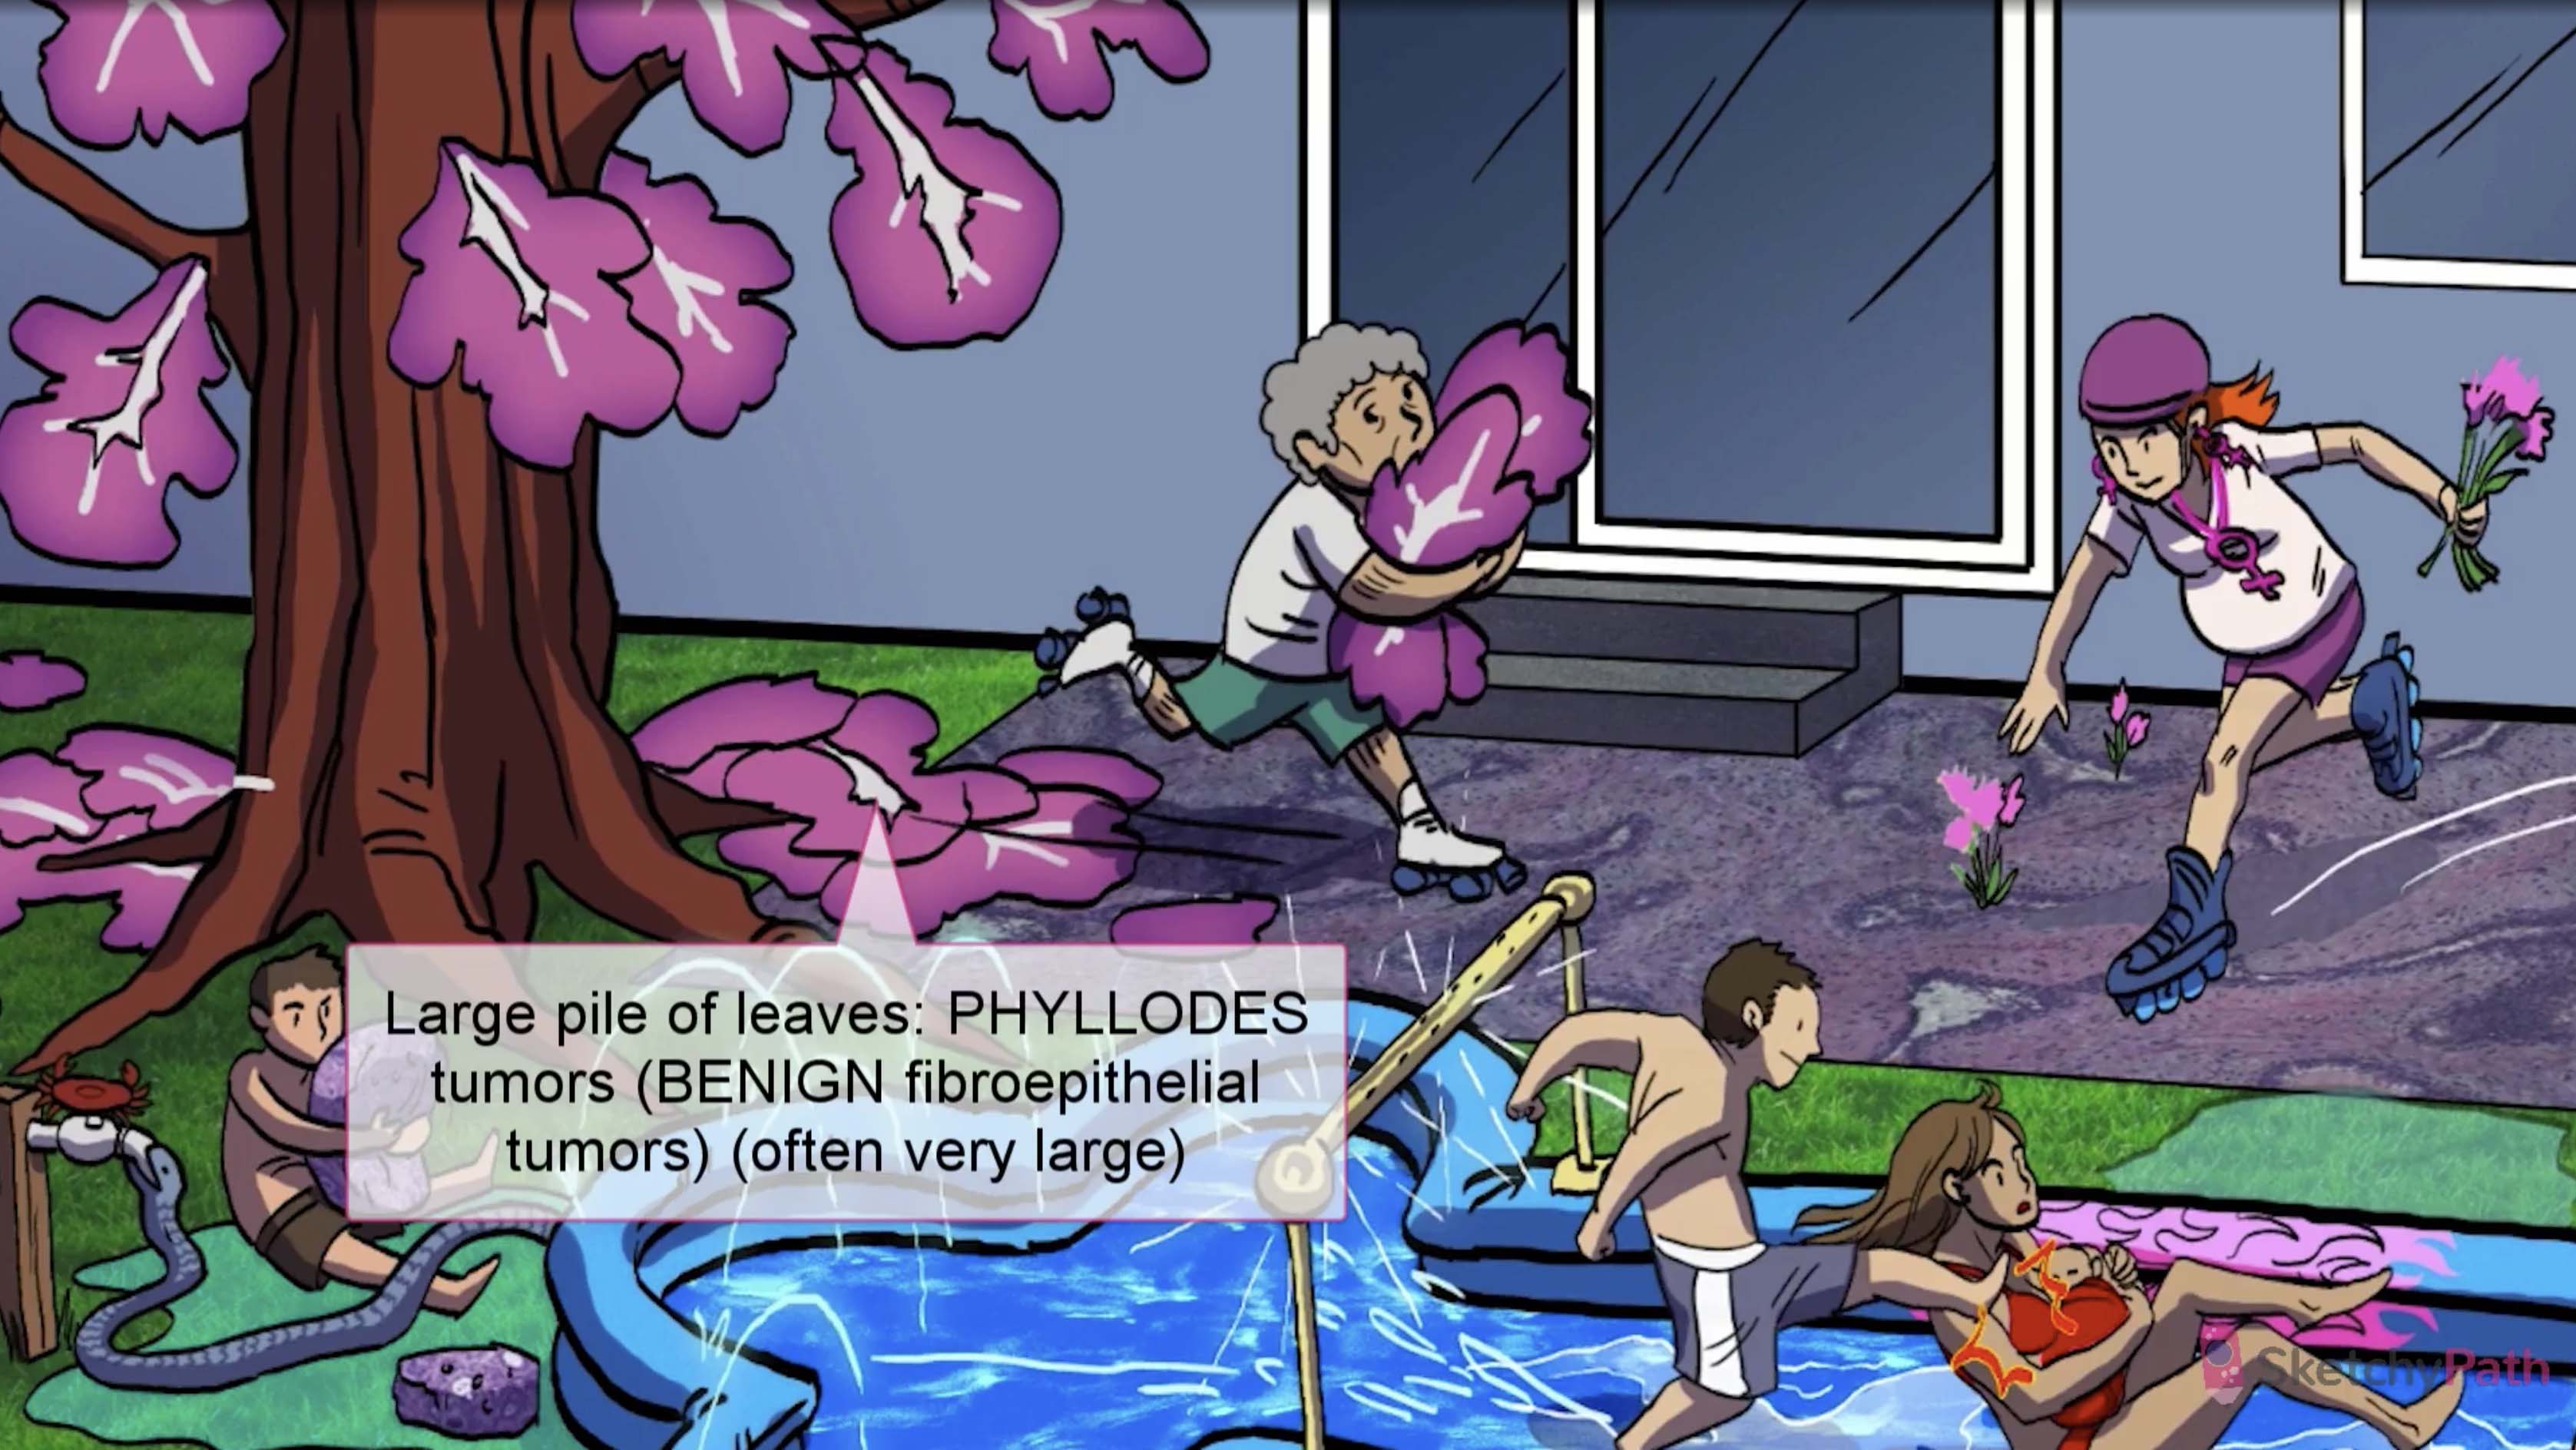 Large pile of leaves: PHYLLODES
tumors (BENIGN fibroepithelial
tumors) (often very large)
SketchyPath